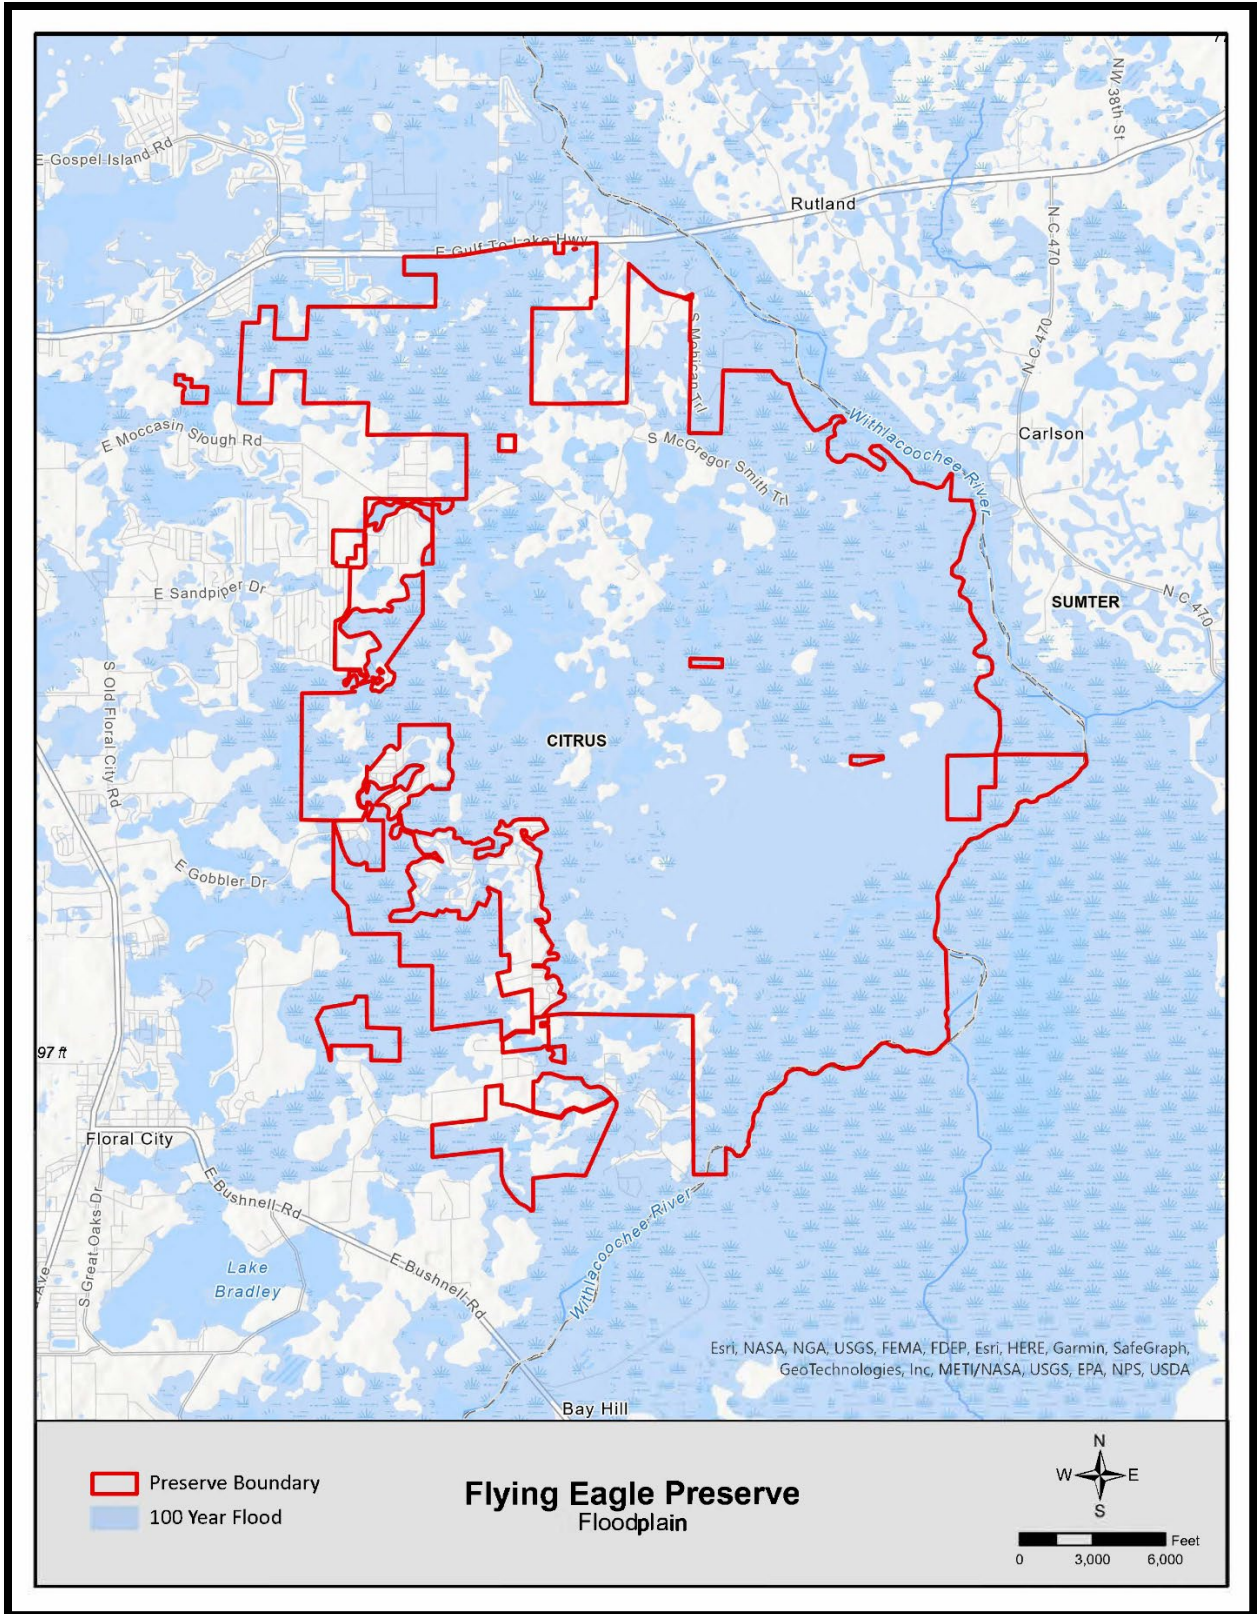 77
NW 38th St
E Gospel Island Rd
Rutland
N C 470
E Gulf To Lake Hwy
S Mohican Trl
N C 470
E Moccasin Slough Rd
S McGregor Smith Trl
Withlacoochee River
Carlson
E Sandpiper Dr
SUMTER
N C 470
S Old Floral City Rd
CITRUS
E Gobbler Dr
97 ft
Floral City
E Bushnell Rd
S Great Oaks Dr
Withlacoochee River
E Bushnell Rd
Lake
Bradley
Ave
Esri, NASA, NGA, USGS, FEMA, FDEP, Esri, HERE, Garmin, SafeGraph,
GeoTechnologies, Inc, METI/NASA, USGS, EPA, NPS, USDA
Bay Hill
Preserve Boundary
100 Year Flood
Flying Eagle Preserve
Floodplain
N
W E
S
Feet
0 3,000 6,000